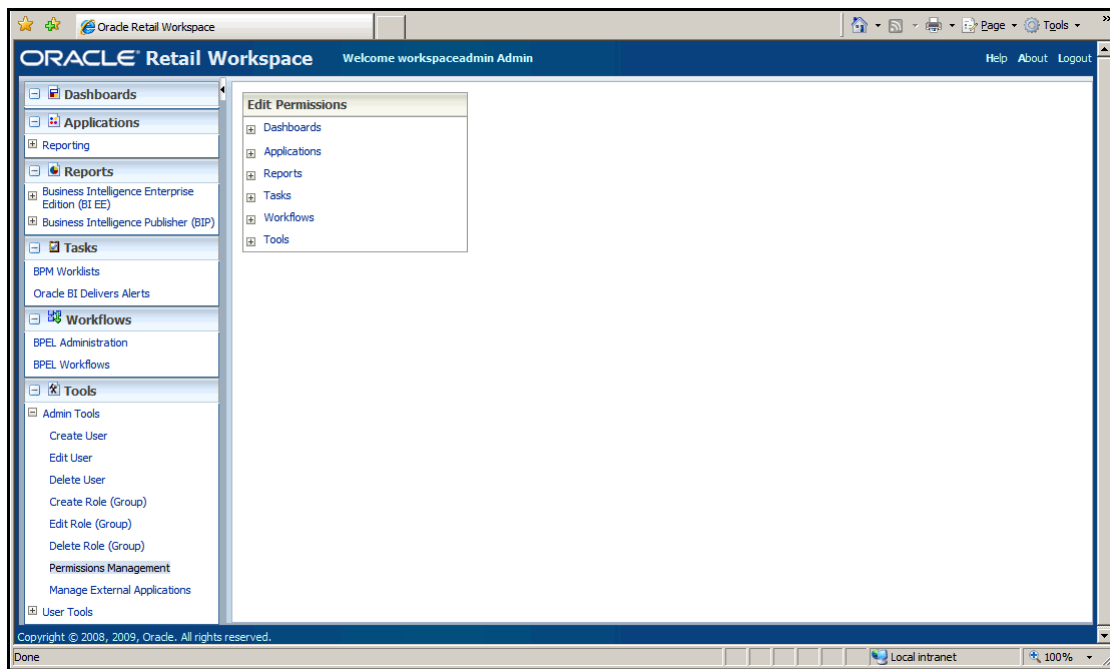 Oracle Retail Workspace
Page
Tools
»
ORACLE® Retail Workspace
Welcome workspaceadmin Admin
Help About Logout
Dashboards
Applications
Reporting
Reports
Business Intelligence Enterprise
Edition (BI EE)
Business Intelligence Publisher (BIP)
Tasks
BPM Worklists
Oracle BI Delivers Alerts
Workflows
BPEL Administration
BPEL Workflows
Tools
Admin Tools
Create User
Edit User
Delete User
Create Role (Group)
Edit Role (Group)
Delete Role (Group)
Permissions Management
Manage External Applications
User Tools
Edit Permissions
Dashboards
Applications
Reports
Tasks
Workflows
Tools
Copyright © 2008, 2009, Oracle. All rights reserved.
Done
Local intranet
100%